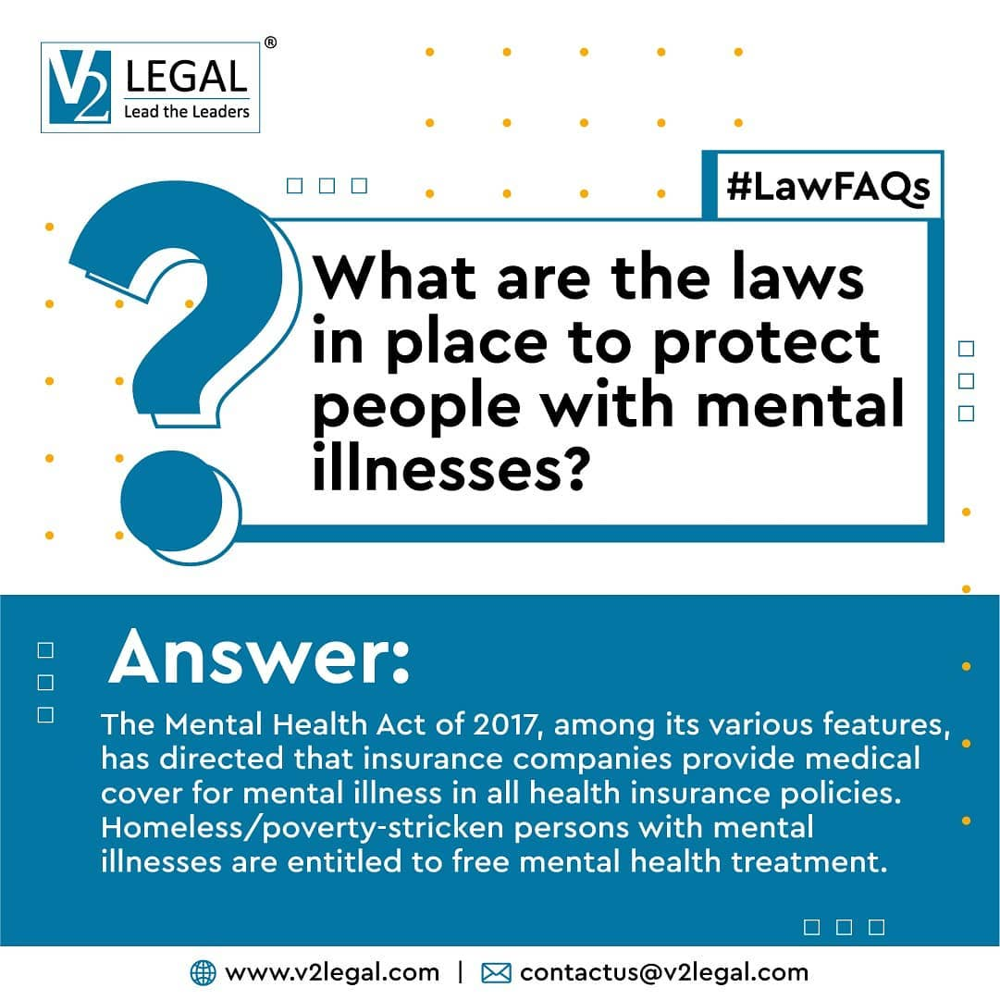 V2 LEGAL ®
Lead the Leaders
#LawFAQs
?
What are the laws
in place to protect
people with mental
illnesses?
Answer:
The Mental Health Act of 2017, among its various features,
has directed that insurance companies provide medical
cover for mental illness in all health insurance policies.
Homeless/poverty-stricken persons with mental
illnesses are entitled to free mental health treatment.
www.v2legal.com | contactus@v2legal.com